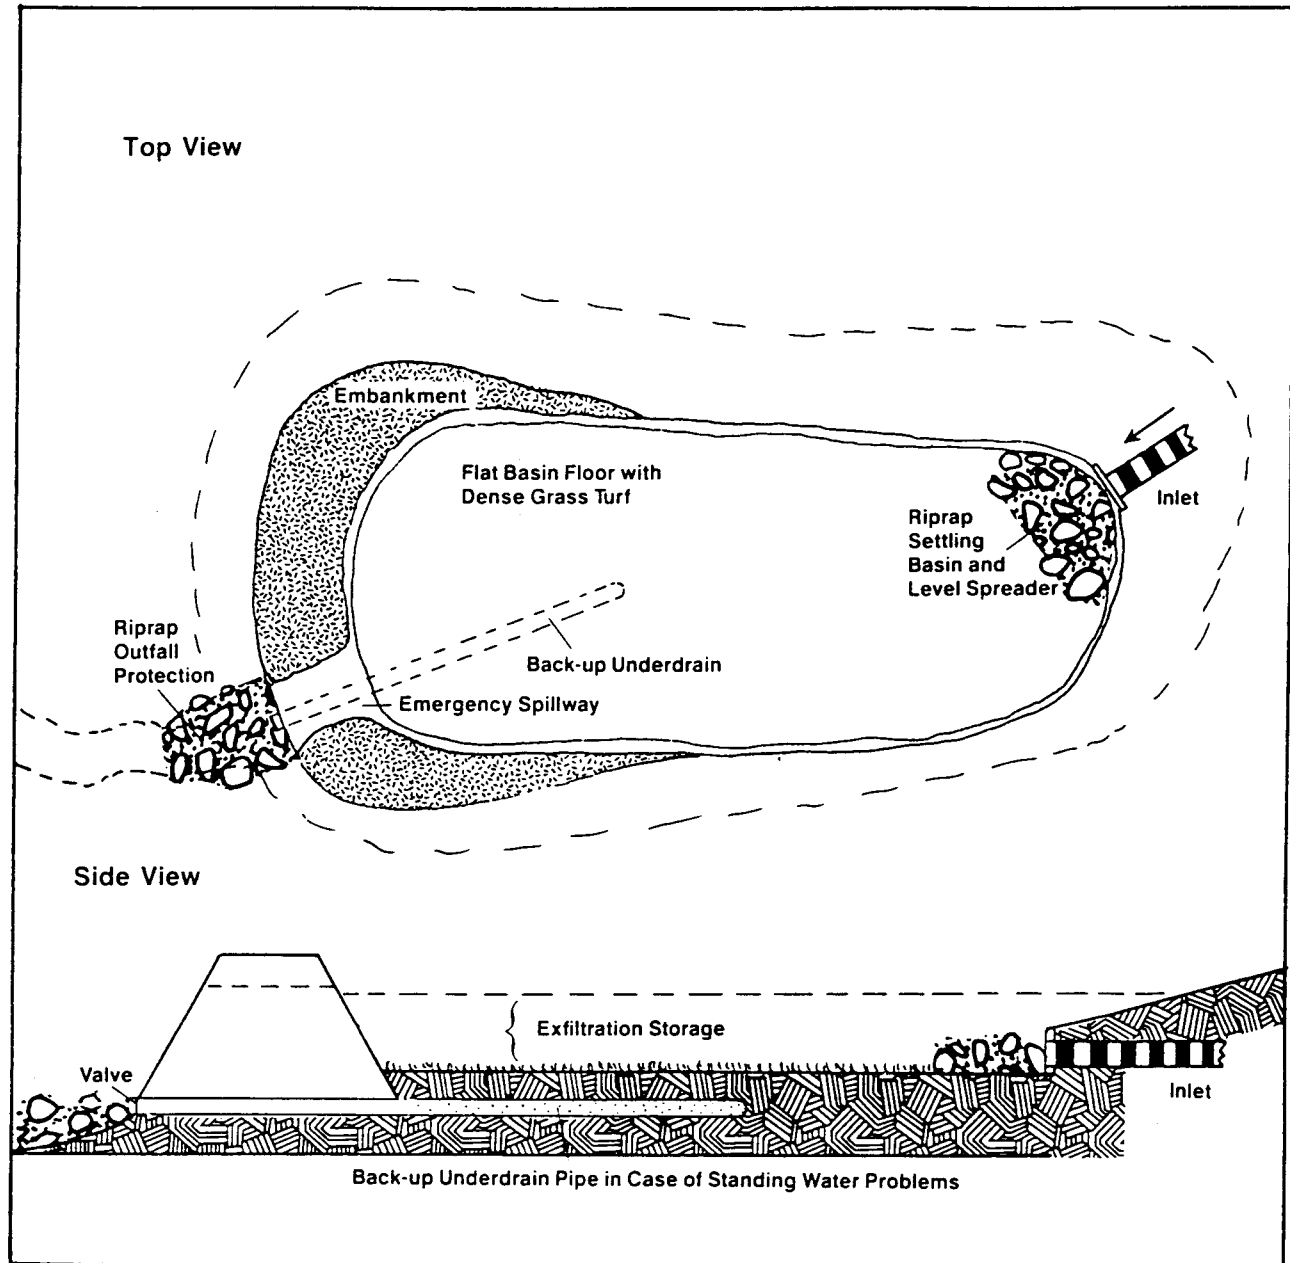 Top View
Embankment
Flat Basin Floor with
Dense Grass Turf
Inlet
Riprap
Settling
Basin and
Level Spreader
Riprap
Outfall
Protection
Back-up Underdrain
Emergency Spillway
Side View
Exfiltration Storage
Valve
Inlet
Back-up Underdrain Pipe in Case of Standing Water Problems